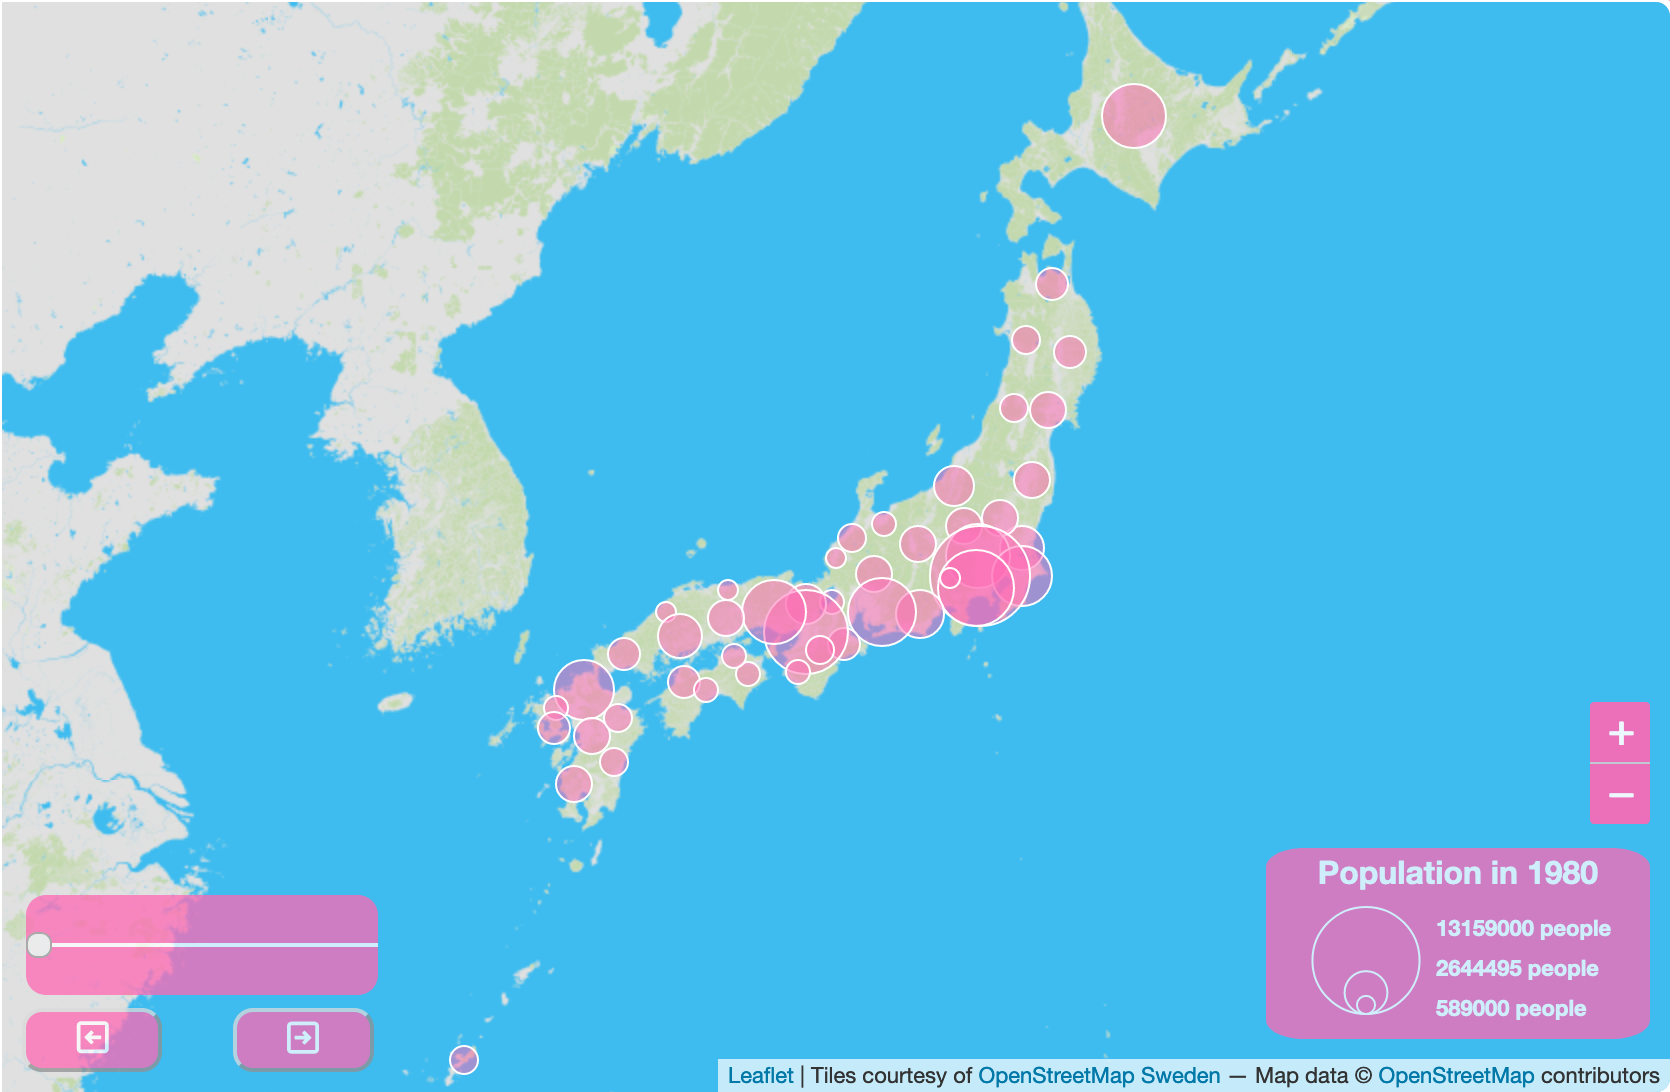 +
−
Population in 1980
13159000 people
2644495 people
589000 people
Leaflet | Tiles courtesy of OpenStreetMap Sweden — Map data © OpenStreetMap contributors